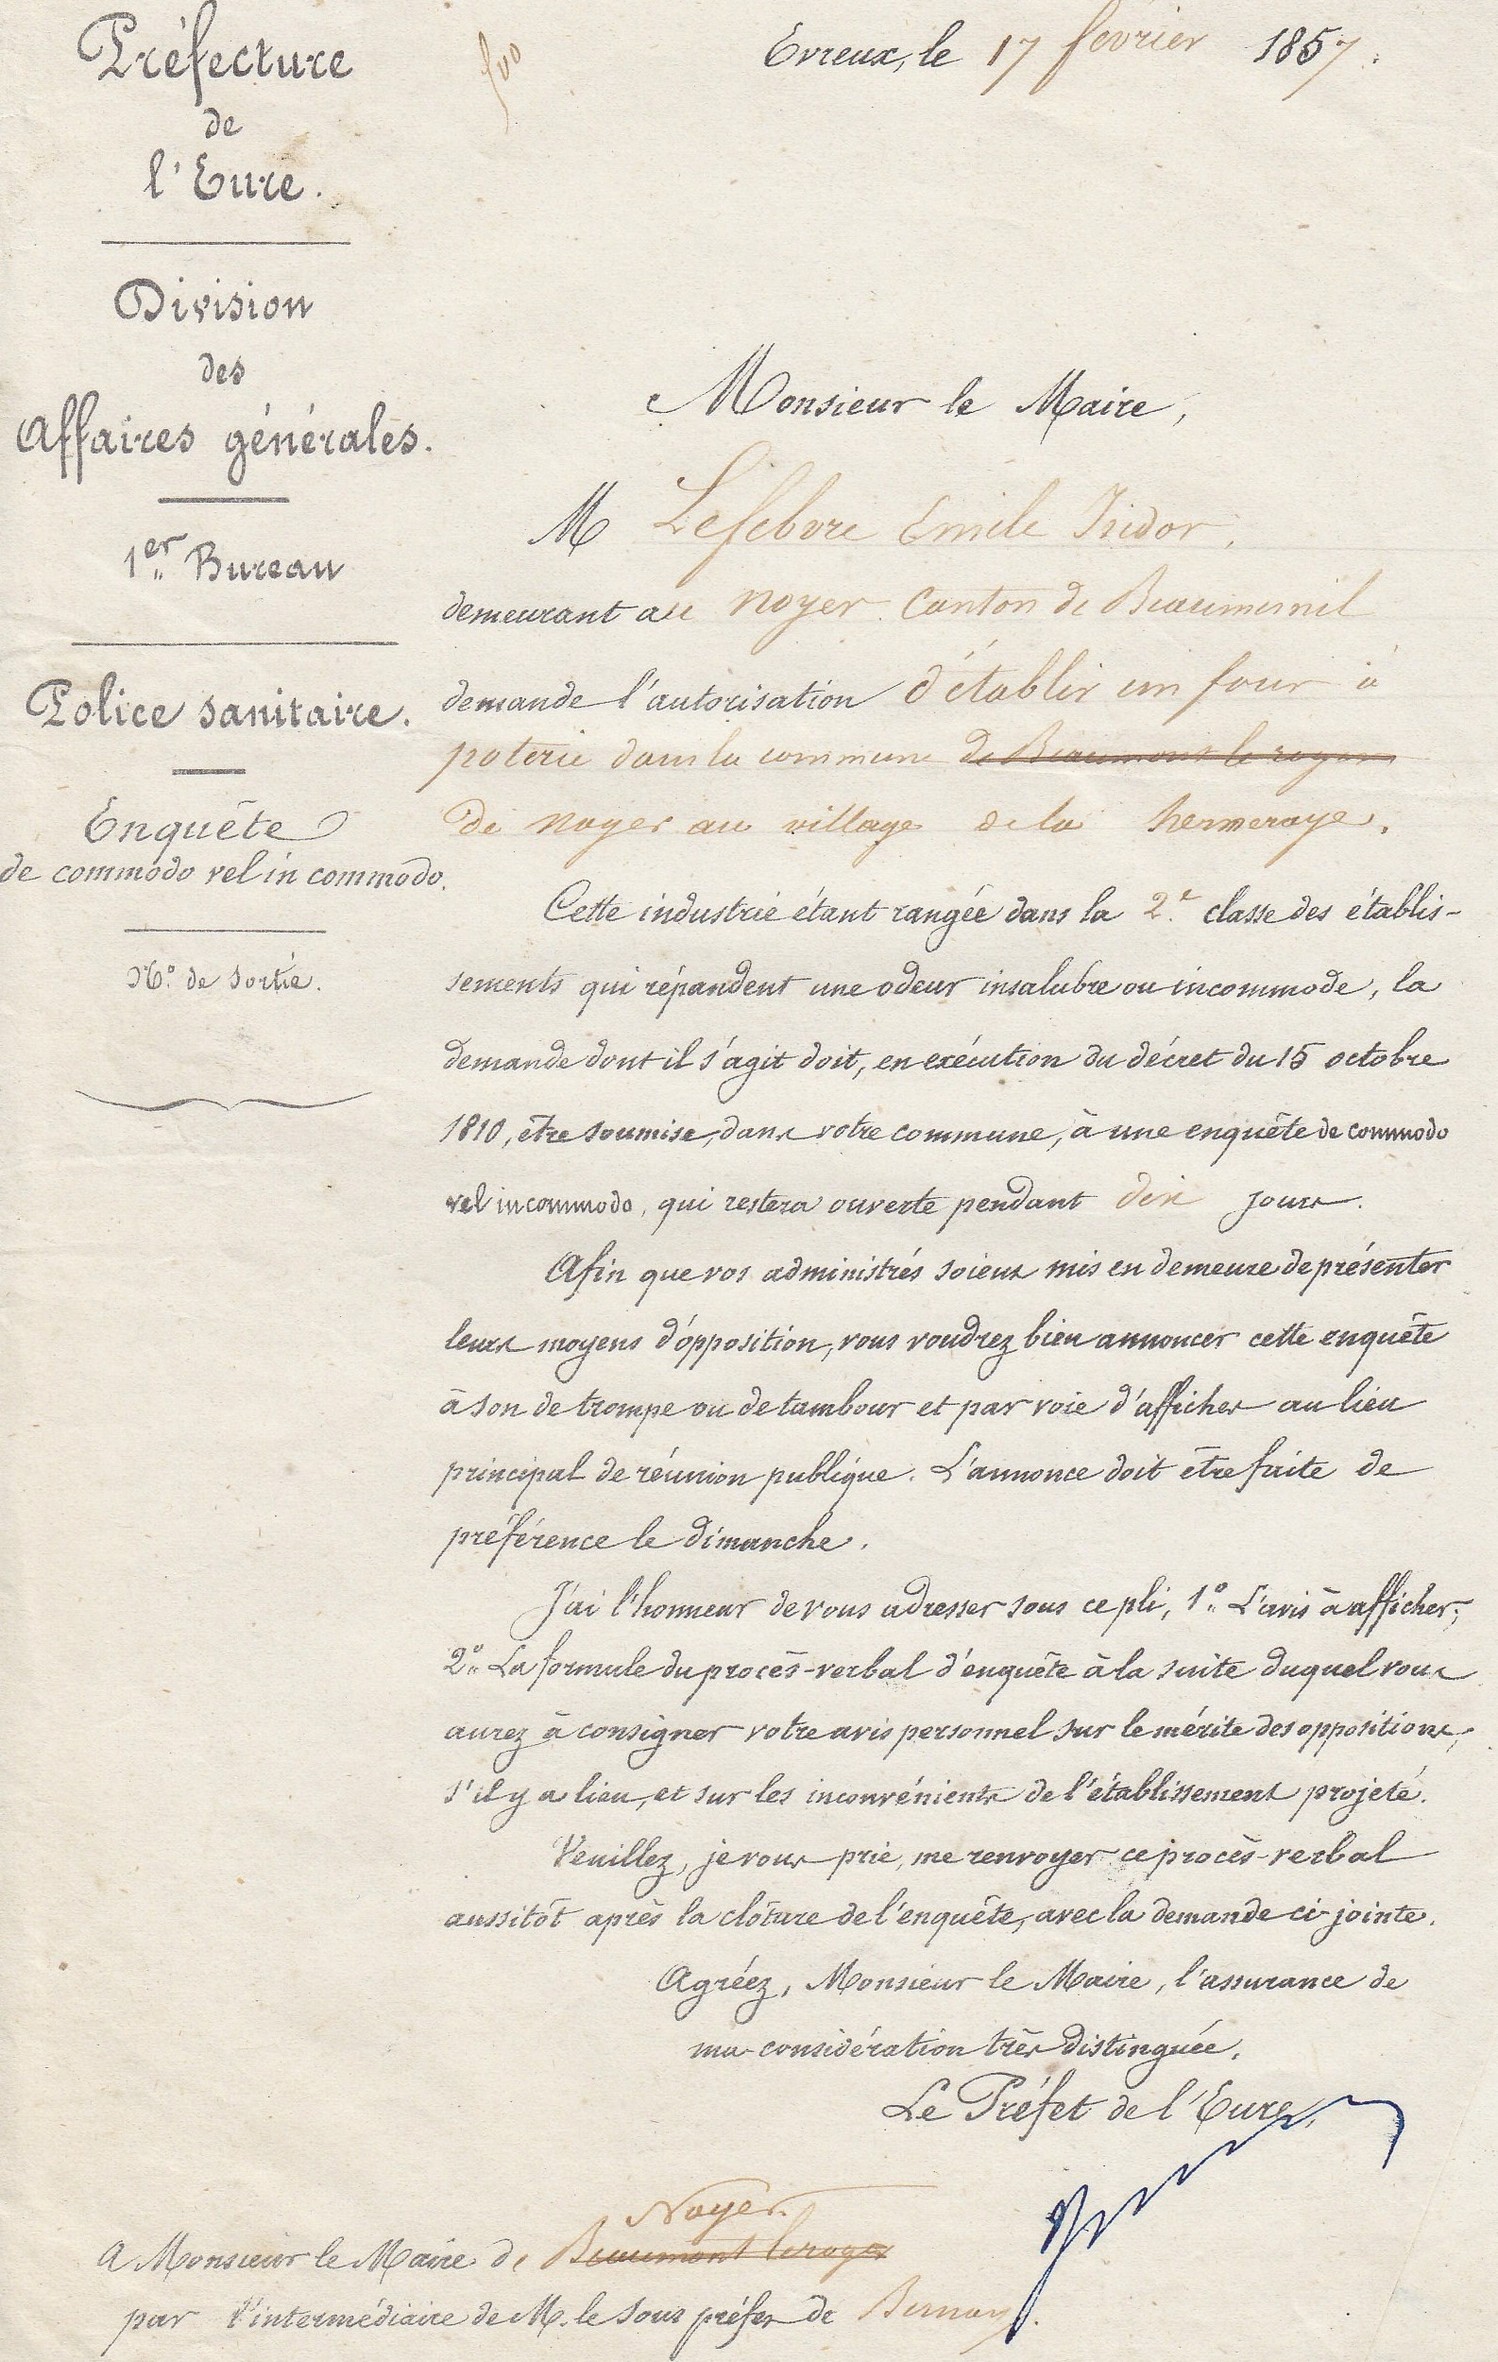 Préfecture
de
l'Eure.
Division
des
Affaires générales.
1er Bureau
Police sanitaire.
Enquête
de commodo vel in commodo.
No. de sortie.
Evreux, le 17 fevrier 1857.
Monsieur le Maire,
M Lefebvre Emile Isidor,
demeurant au noyer Canton de Beaumesnil
demande l'autorisation d'établir un four à
poterie dans la commune de Beaumont le roger
de noyer au village de la hermeraye.
Cette industrie étant rangée dans la 2.e classe des établis-
sements qui répandent une odeur insalubre ou incommode, la
demande dont il s'agit doit, en exécution du décret du 15 octobre
1810, être soumise, dans votre commune, à une enquête de commodo
vel incommodo, qui restera ouverte pendant dix jours.
Afin que vos administrés soient mis en demeure de présenter
leurs moyens d'opposition, vous voudrez bien annoncer cette enquête
à son de trompe ou de tambour et par voie d'affiches au lieu
principal de réunion publique. L'annonce doit être faite de
préférence le dimanche.
J'ai l'honneur de vous adresser sous ce pli, 1o. L'avis à afficher;
2o. La formule du procès-verbal d'enquête à la suite duquel vous
aurez à consigner votre avis personnel sur le mérite des oppositions,
s'il y a lieu, et sur les inconvénients de l'établissement projeté.
Veuillez, je vous prie, me renvoyer ce procès-verbal
aussitôt après la clôture de l'enquête, avec la demande ci-jointe.
Agréez, Monsieur le Maire, l'assurance de
ma considération très distinguée.
Le Préfet de l'Eure,
Noyer
A Monsieur le Maire de Beaumont le roger
par l'intermédiaire de M. le Sous préfet de Bernay.